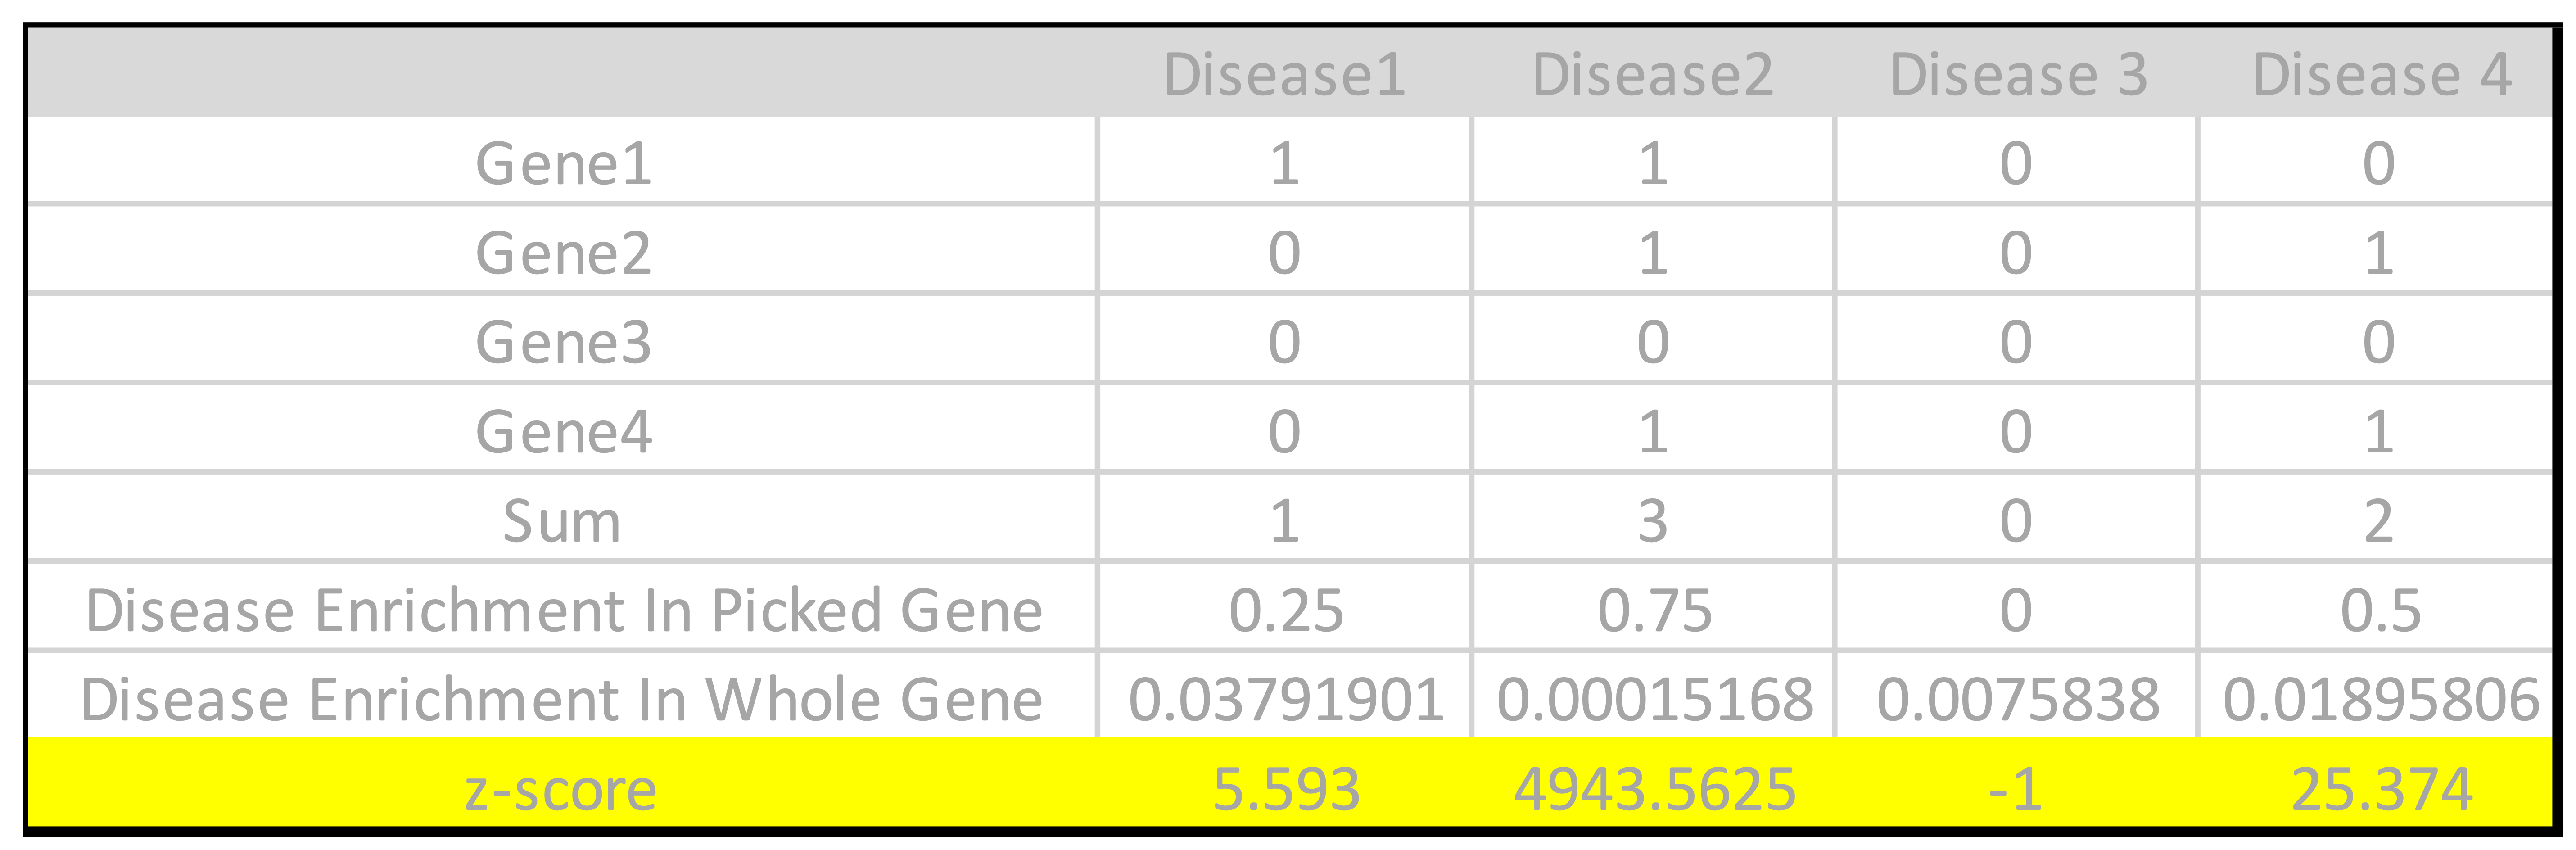 Disease1 Disease2 Disease 3 Disease 4
Gene1 1 1 0 0
Gene2 0 1 0 1
Gene3 0 0 0 0
Gene4 0 1 0 1
Sum 1 3 0 2
Disease Enrichment In Picked Gene 0.25 0.75 0 0.5
Disease Enrichment In Whole Gene 0.03791901 0.00015168 0.0075838 0.01895806
z-score 5.593 4943.5625 -1 25.374